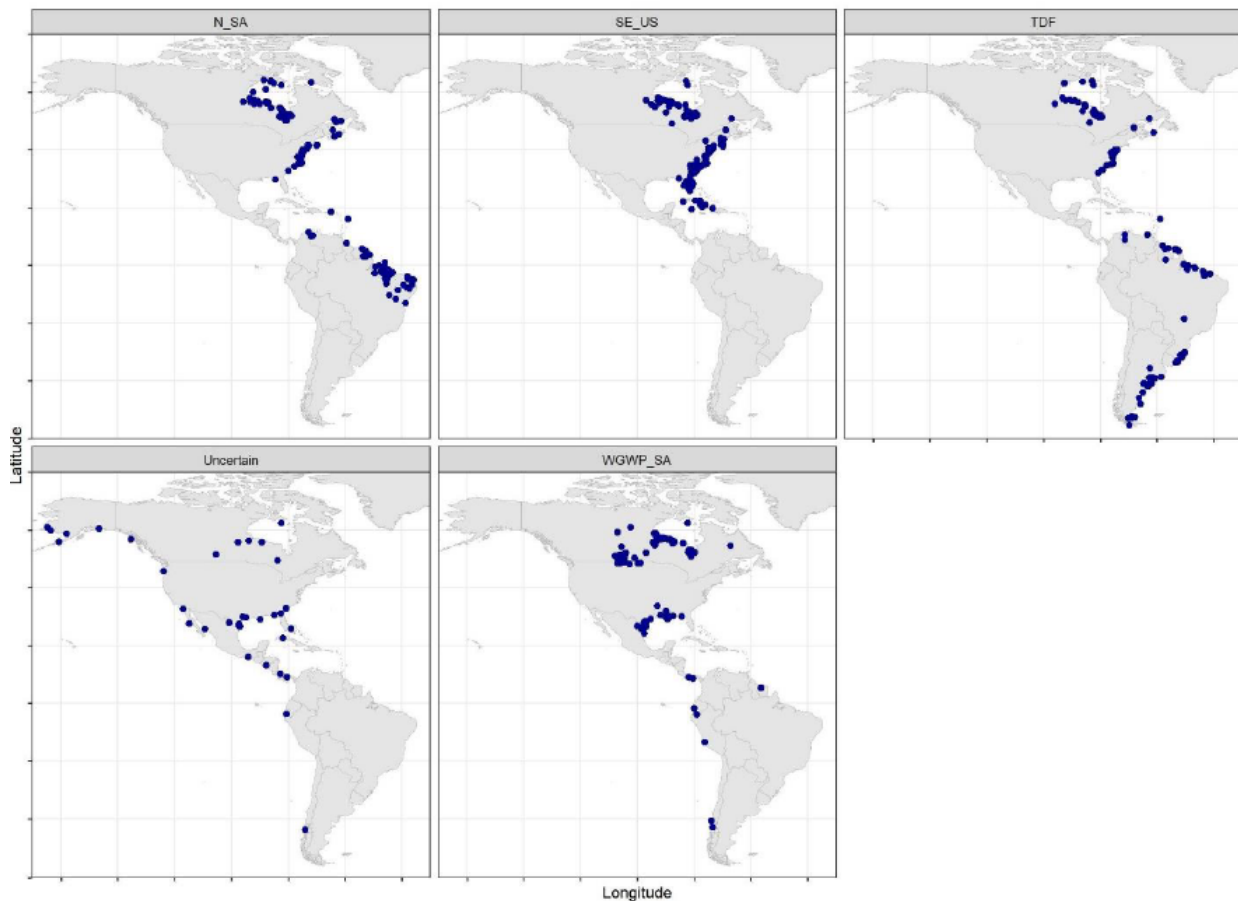 N_SA
SE_US
TDF
Latitude
Uncertain
WGWP_SA
Longitude